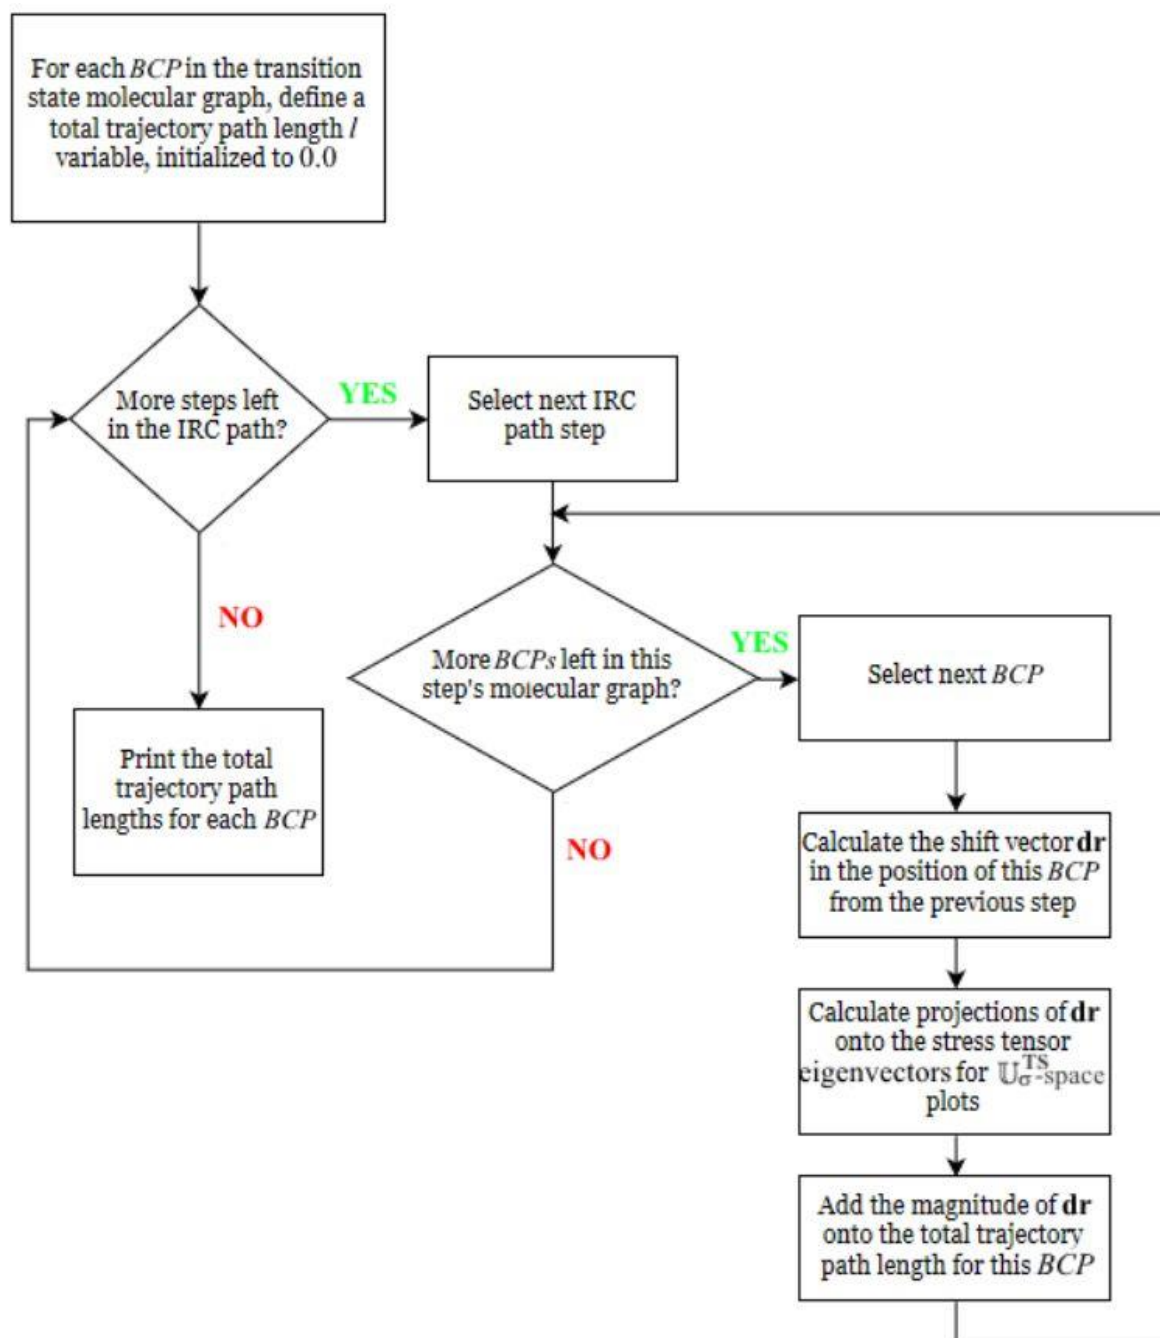 For each BCP in the transition
state molecular graph, define a
total trajectory path length l
variable, initialized to 0.0
More steps left
in the IRC path?
YES
Select next IRC
path step
NO
Print the total
trajectory path
lengths for each BCP
More BCPs left in this
step's molecular graph?
YES
Select next BCP
NO
Calculate the shift vector dr
in the position of this BCP
from the previous step
Calculate projections of dr
onto the stress tensor
eigenvectors for 𝕌σTS-space
plots
Add the magnitude of dr
onto the total trajectory
path length for this BCP